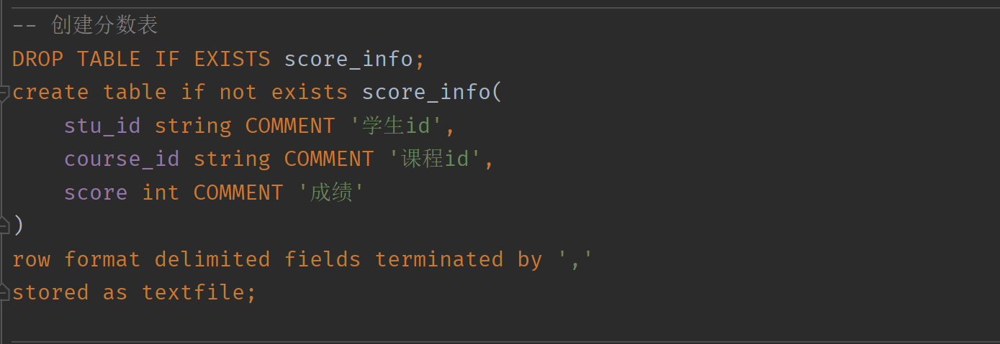 -- 创建分数表
DROP TABLE IF EXISTS score_info;
create table if not exists score_info(
    stu_id string COMMENT '学生id',
    course_id string COMMENT '课程id',
    score int COMMENT '成绩'
)
row format delimited fields terminated by ','
stored as textfile;